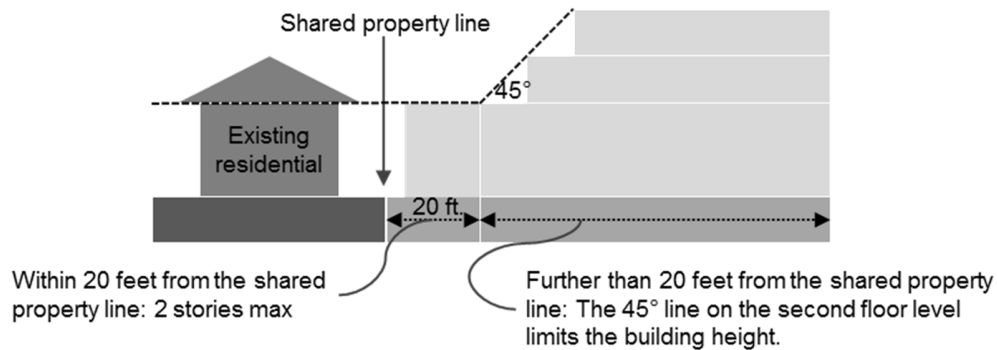 Shared property line
45°
Existing
residential
20 ft.
Within 20 feet from the shared
property line: 2 stories max
Further than 20 feet from the shared property
line: The 45° line on the second floor level
limits the building height.